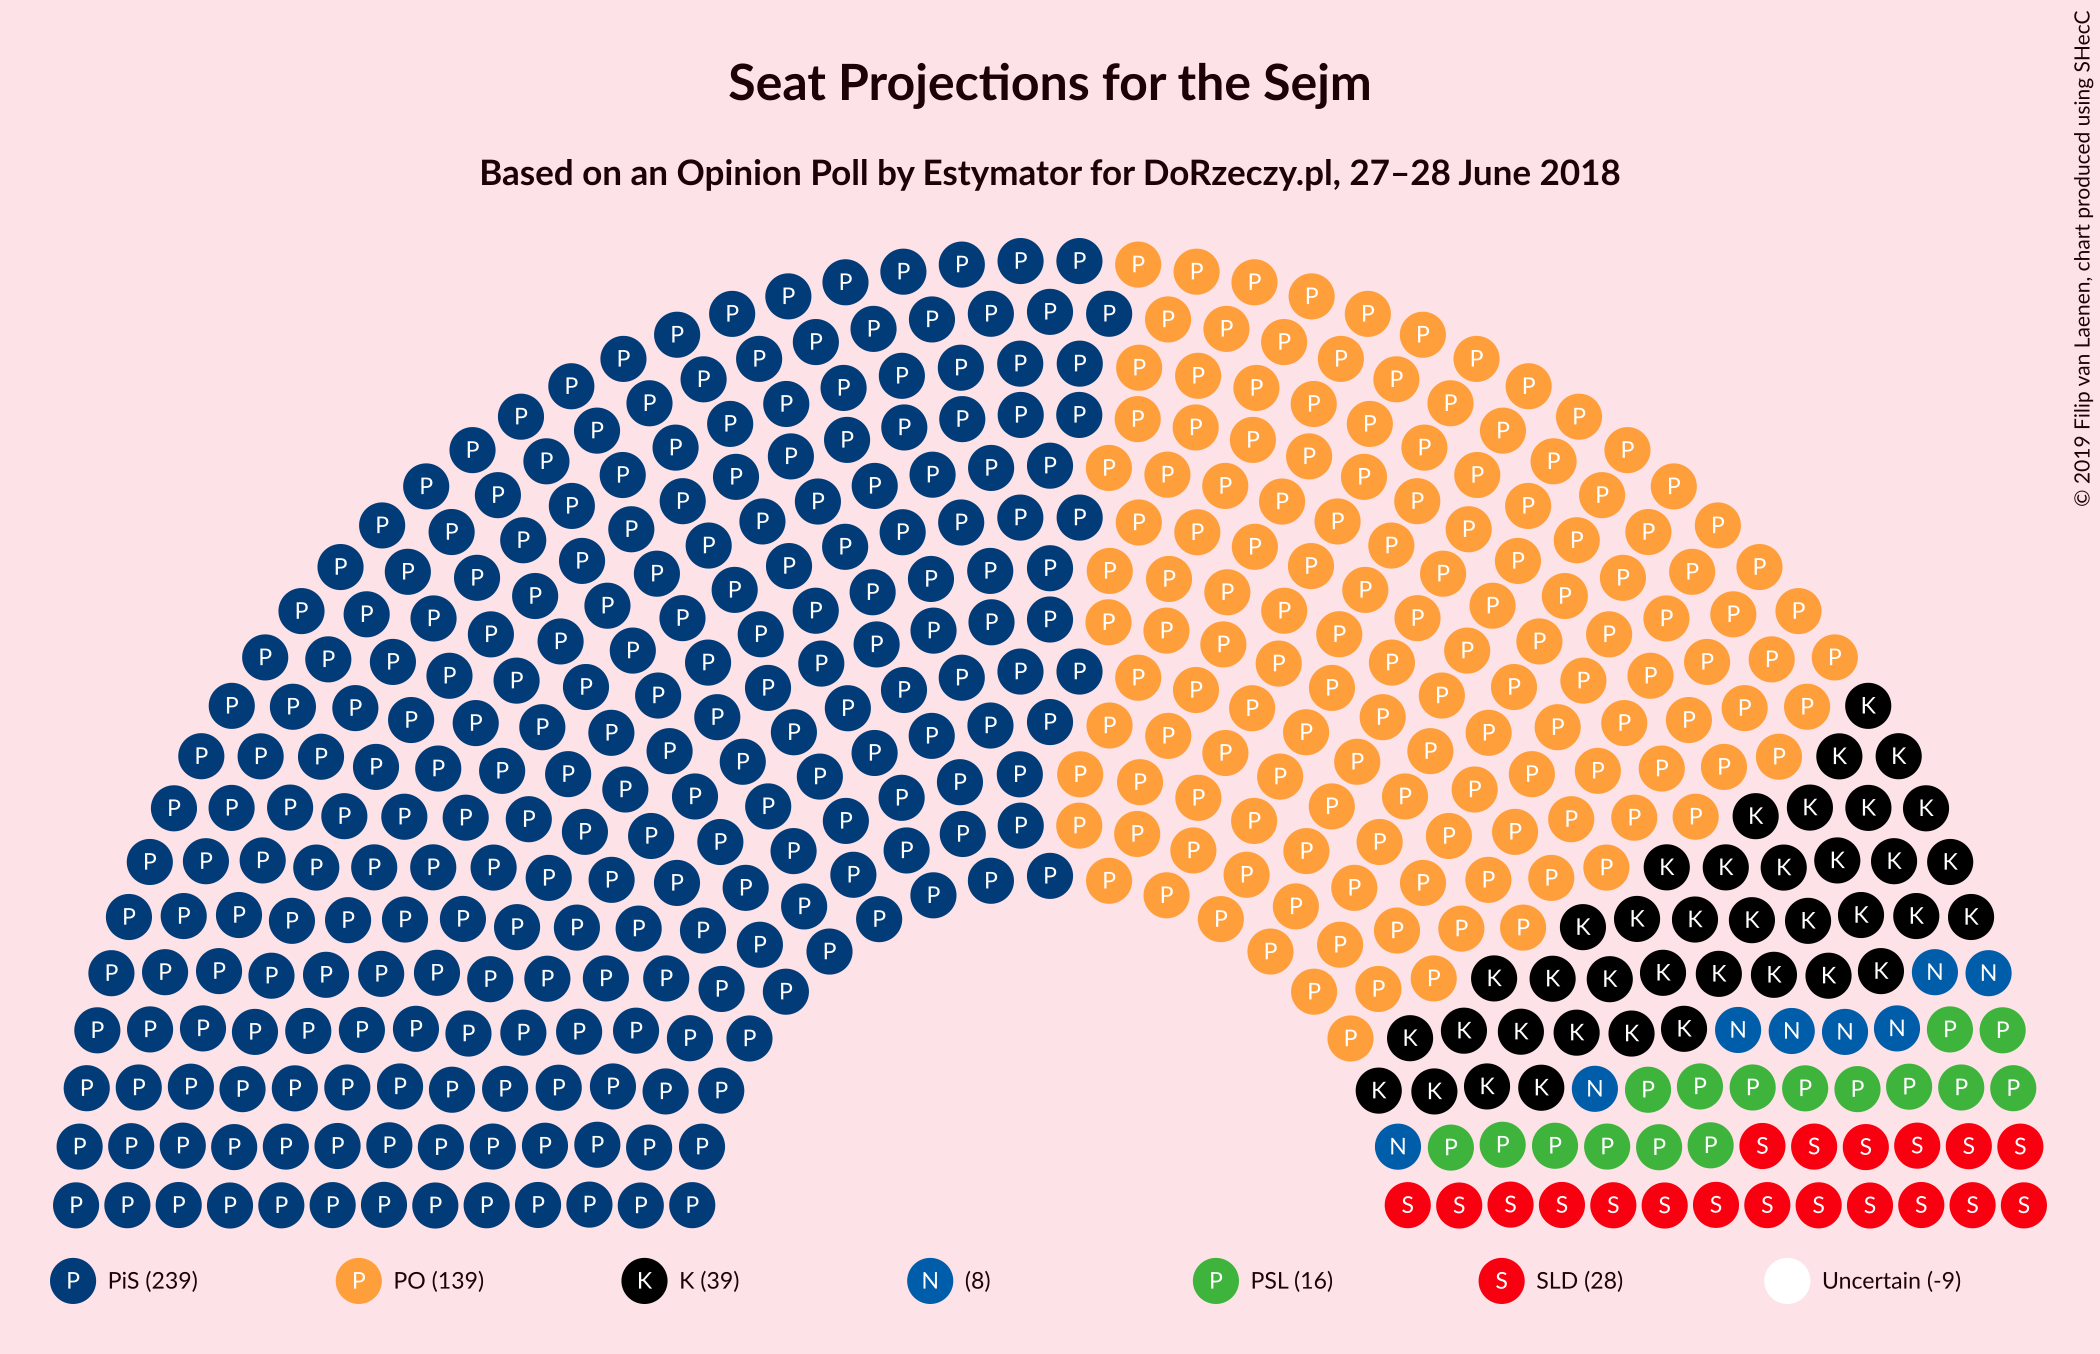 Seat Projections for the Sejm
Based on an Opinion Poll by Estymator for DoRzeczy.pl, 27–28 June 2018
© 2019 Filip van Laenen, chart produced using SHecC
P PiS (239)
P PO (139)
K K (39)
N (8)
P PSL (16)
S SLD (28)
Uncertain (-9)